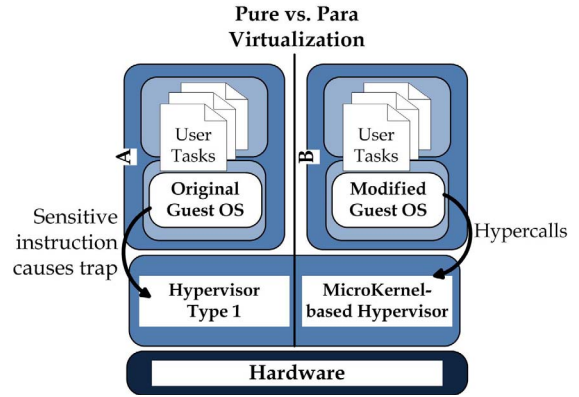 Pure vs. Para
Virtualization
A
User
Tasks
Original
Guest OS
Sensitive
instruction
causes trap
Hypervisor
Type 1
B
User
Tasks
Modified
Guest OS
Hypercalls
MicroKernel-
based Hypervisor
Hardware